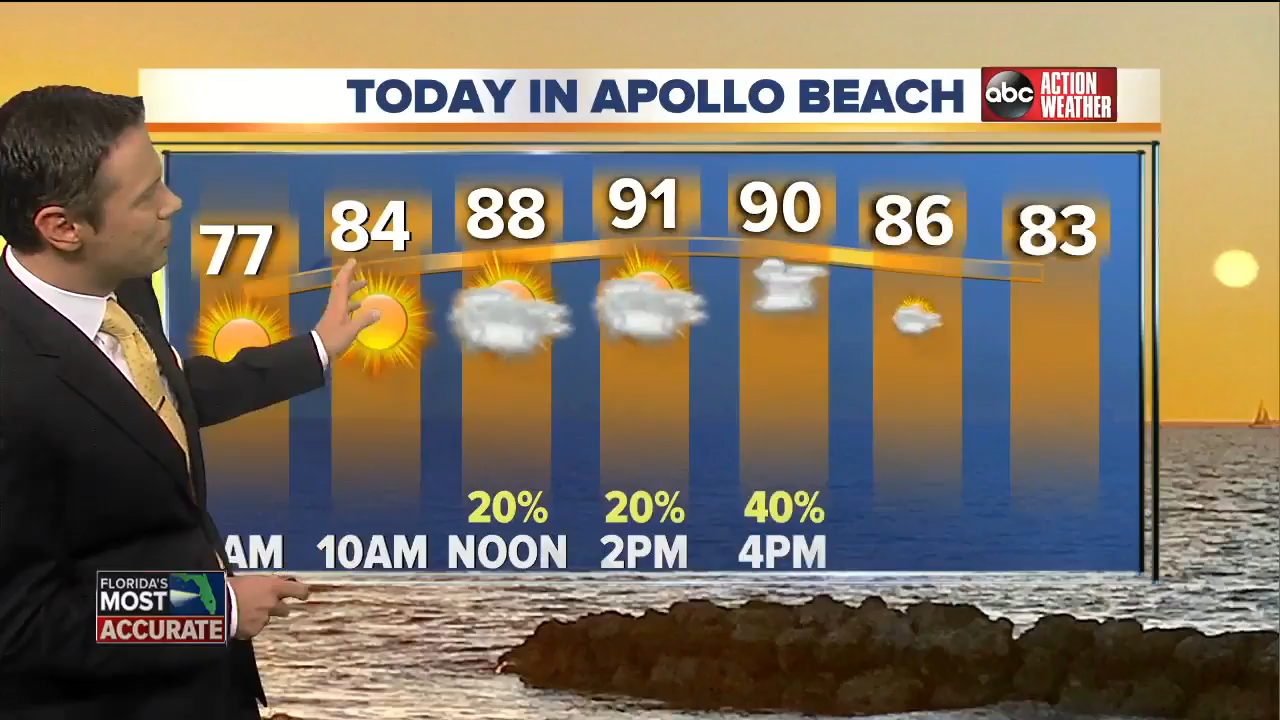 TODAY IN APOLLO BEACH
abc ACTION
WEATHER
77 84 88 91 90 86 83
20% 20% 40%
AM 10AM NOON 2PM 4PM
FLORIDA'S
MOST
ACCURATE